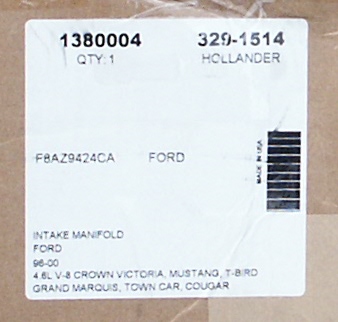 1380004 329-1514
QTY: 1 HOLLANDER
F8AZ9424CA FORD
MADE IN USA
INTAKE MANIFOLD
FORD
96-00
4.6L V-8 CROWN VICTORIA, MUSTANG, T-BIRD
GRAND MARQUIS, TOWN CAR, COUGAR